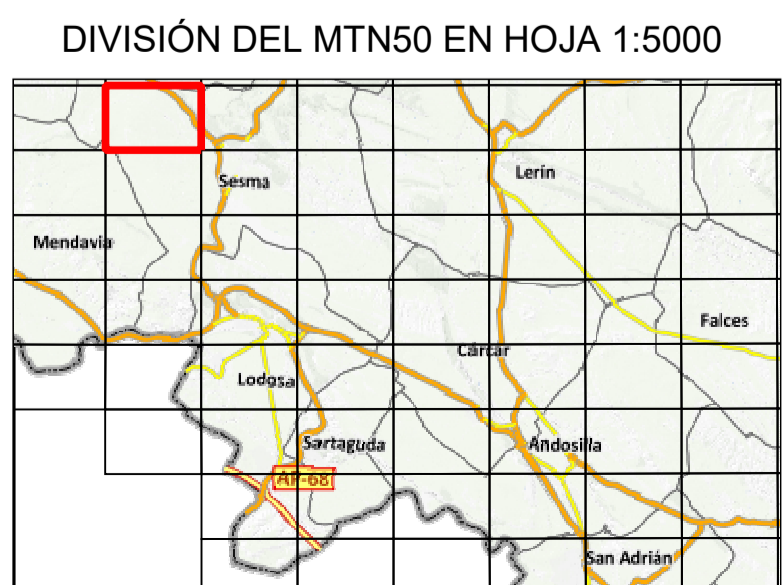 DIVISIÓN DEL MTN50 EN HOJA 1:5000
Lerín
Sesma
Mendavia
Falces
Cárcar
Lodosa
Sartaguda
Andosilla
AP-68
San Adrián